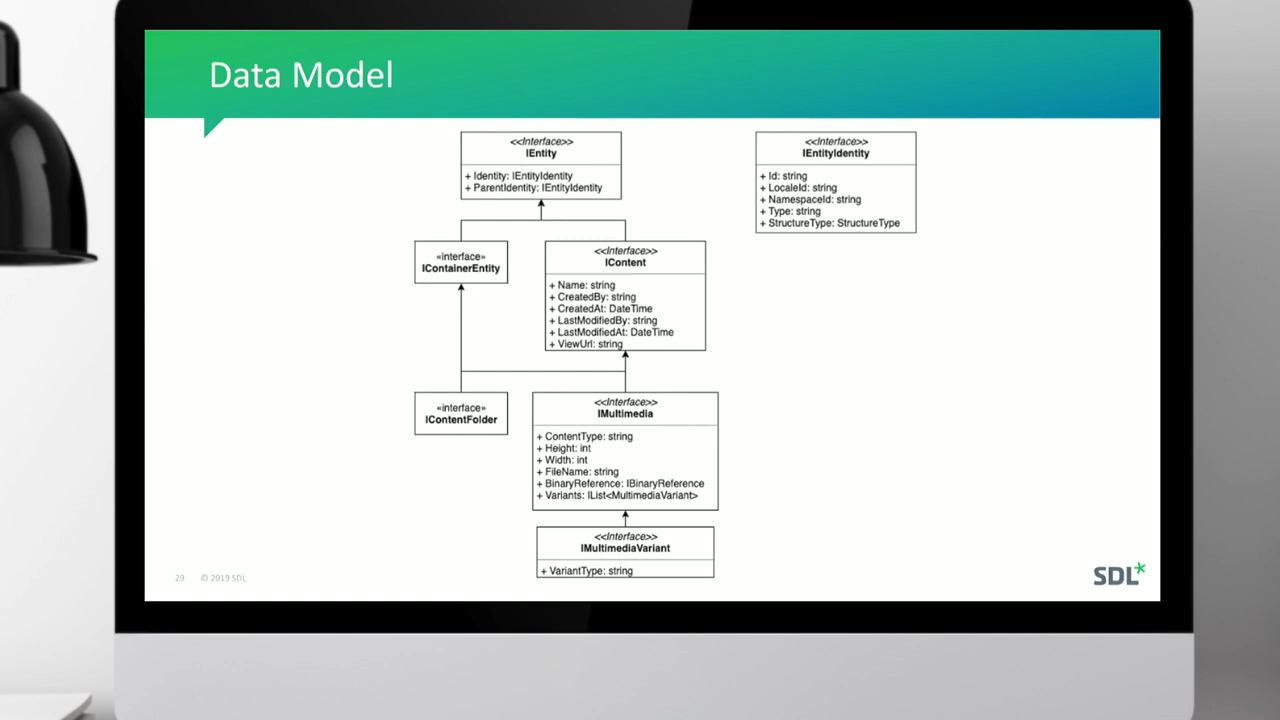 Data Model
<<Interface>>
IEntity
+ Identity: IEntityIdentity
+ ParentIdentity: IEntityIdentity
<<Interface>>
IEntityIdentity
+ Id: string
+ LocaleId: string
+ NamespaceId: string
+ Type: string
+ StructureType: StructureType
«interface»
IContainerEntity
<<Interface>>
IContent
+ Name: string
+ CreatedBy: string
+ CreatedAt: DateTime
+ LastModifiedBy: string
+ LastModifiedAt: DateTime
+ ViewUrl: string
«interface»
IContentFolder
<<Interface>>
IMultimedia
+ ContentType: string
+ Height: int
+ Width: int
+ FileName: string
+ BinaryReference: IBinaryReference
+ Variants: IList<MultimediaVariant>
<<Interface>>
IMultimediaVariant
+ VariantType: string
29 © 2019 SDL
SDL*